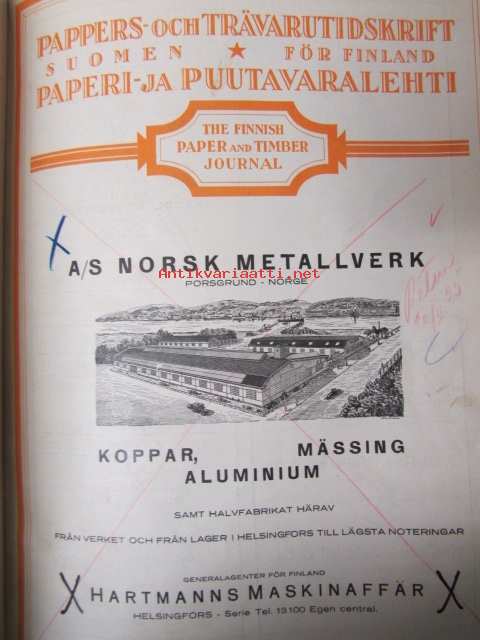 PAPPERS- OCH TRÄVARUTIDSKRIFT
SUOMEN ★ FÖR FINLAND
PAPERI- JA PUUTAVARALEHTI
THE FINNISH
PAPER AND TIMBER
JOURNAL
A/S NORSK METALLVERK
Antikvariaatti.net
PORSGRUND - NORGE
KOPPAR, MÄSSING
ALUMINIUM
SAMT HALVFABRIKAT HÄRAV
FRÅN VERKET OCH FRÅN LAGER I HELSINGFORS TILL LÄGSTA NOTERINGAR
GENERALAGENTER FÖR FINLAND
HARTMANNS MASKINAFFÄR
HELSINGFORS - Serie Tel. 13100 Egen central.